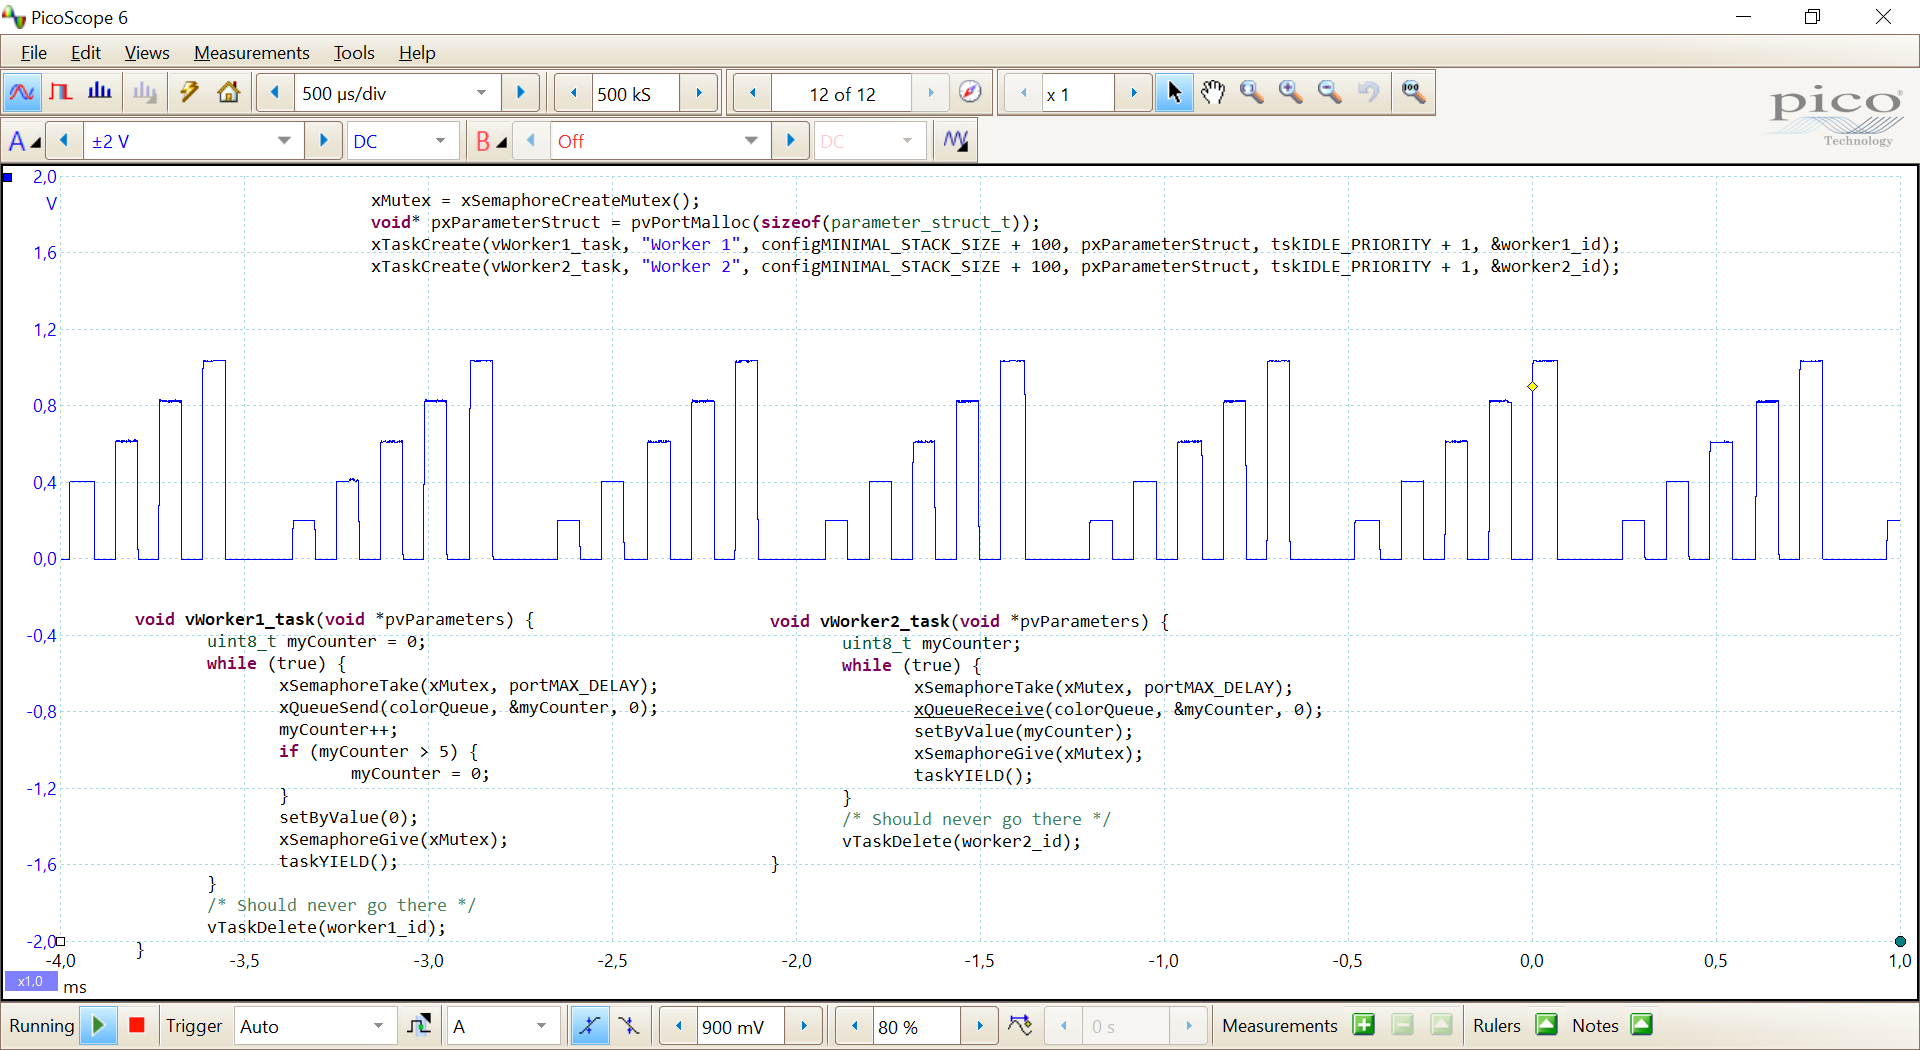 PicoScope 6
File Edit Views Measurements Tools Help
500 µs/div 500 kS 12 of 12 x 1
pico
Technology
A ±2 V DC B Off DC
2,0
V
xMutex = xSemaphoreCreateMutex();
void* pxParameterStruct = pvPortMalloc(sizeof(parameter_struct_t));
xTaskCreate(vWorker1_task, "Worker 1", configMINIMAL_STACK_SIZE + 100, pxParameterStruct, tskIDLE_PRIORITY + 1, &worker1_id);
xTaskCreate(vWorker2_task, "Worker 2", configMINIMAL_STACK_SIZE + 100, pxParameterStruct, tskIDLE_PRIORITY + 1, &worker2_id);
1,6
1,2
0,8
0,4
0,0
-0,4
-0,8
-1,2
-1,6
-2,0
void vWorker1_task(void *pvParameters) {
uint8_t myCounter = 0;
while (true) {
xSemaphoreTake(xMutex, portMAX_DELAY);
xQueueSend(colorQueue, &myCounter, 0);
myCounter++;
if (myCounter > 5) {
myCounter = 0;
}
setByValue(0);
xSemaphoreGive(xMutex);
taskYIELD();
}
/* Should never go there */
vTaskDelete(worker1_id);
}
void vWorker2_task(void *pvParameters) {
uint8_t myCounter;
while (true) {
xSemaphoreTake(xMutex, portMAX_DELAY);
xQueueReceive(colorQueue, &myCounter, 0);
setByValue(myCounter);
xSemaphoreGive(xMutex);
taskYIELD();
}
/* Should never go there */
vTaskDelete(worker2_id);
}
-4,0 -3,5 -3,0 -2,5 -2,0 -1,5 -1,0 -0,5 0,0 0,5 1,0
x1,0
ms
Running Trigger Auto A 900 mV 80 % 0 s Measurements Rulers Notes